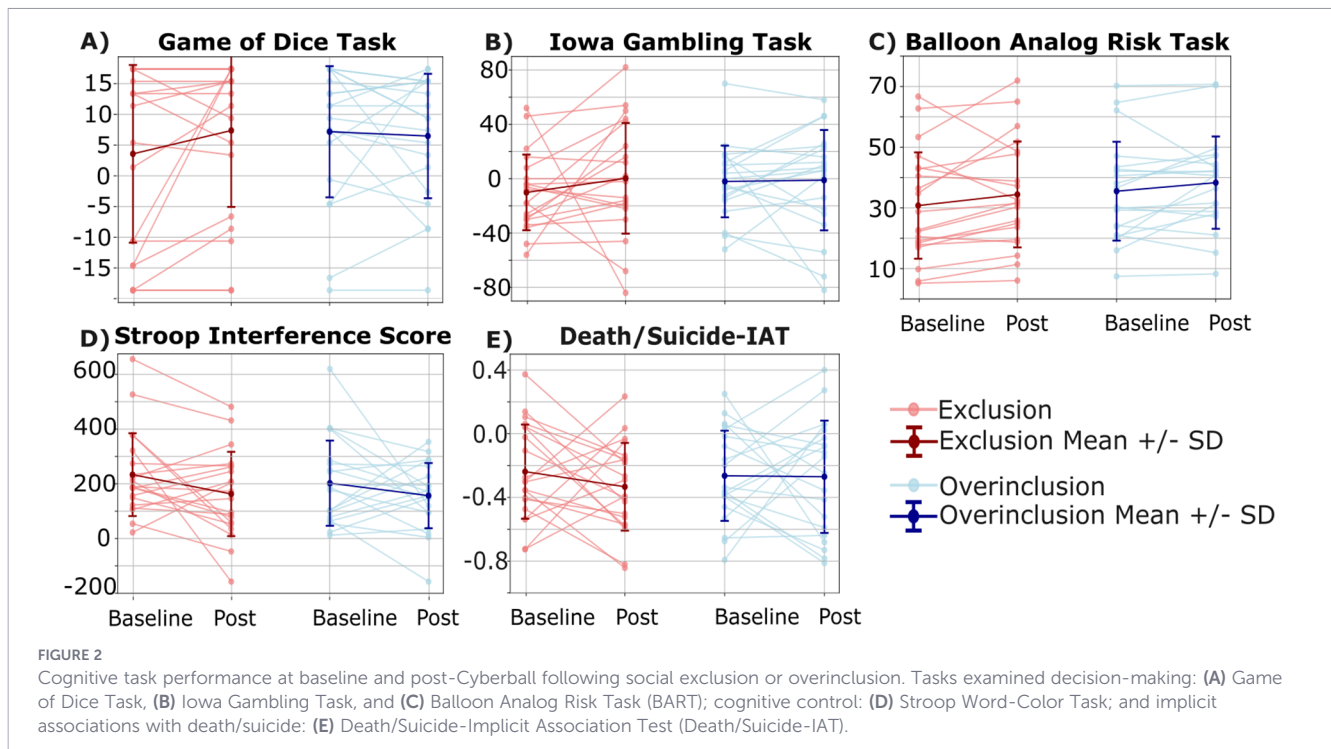 A) Game of Dice Task
15
10
5
0
-5
-10
-15
B) Iowa Gambling Task
80
40
0
-40
-80
C) Balloon Analog Risk Task
70
50
30
10
Baseline Post Baseline Post
D) Stroop Interference Score
600
400
200
0
-200
Baseline Post Baseline Post
E) Death/Suicide-IAT
0.4
0.0
-0.4
-0.8
Baseline Post Baseline Post
Exclusion
Exclusion Mean +/- SD
Overinclusion
Overinclusion Mean +/- SD
FIGURE 2
Cognitive task performance at baseline and post-Cyberball following social exclusion or overinclusion. Tasks examined decision-making: (A) Game
of Dice Task, (B) Iowa Gambling Task, and (C) Balloon Analog Risk Task (BART); cognitive control: (D) Stroop Word-Color Task; and implicit
associations with death/suicide: (E) Death/Suicide-Implicit Association Test (Death/Suicide-IAT).